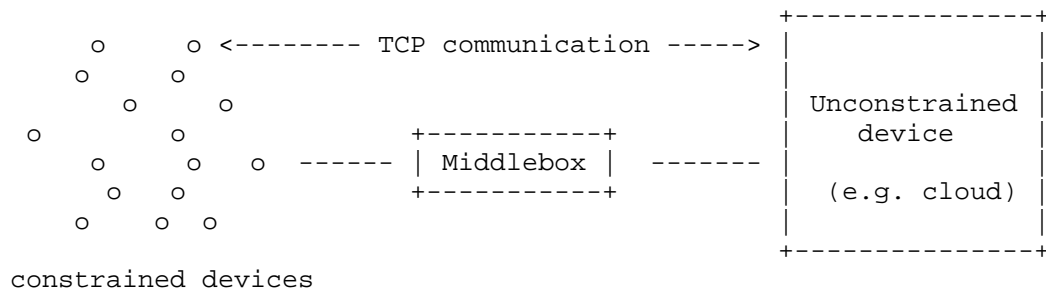 TCP communication
Unconstrained
device
Middlebox
(e.g. cloud)
constrained devices